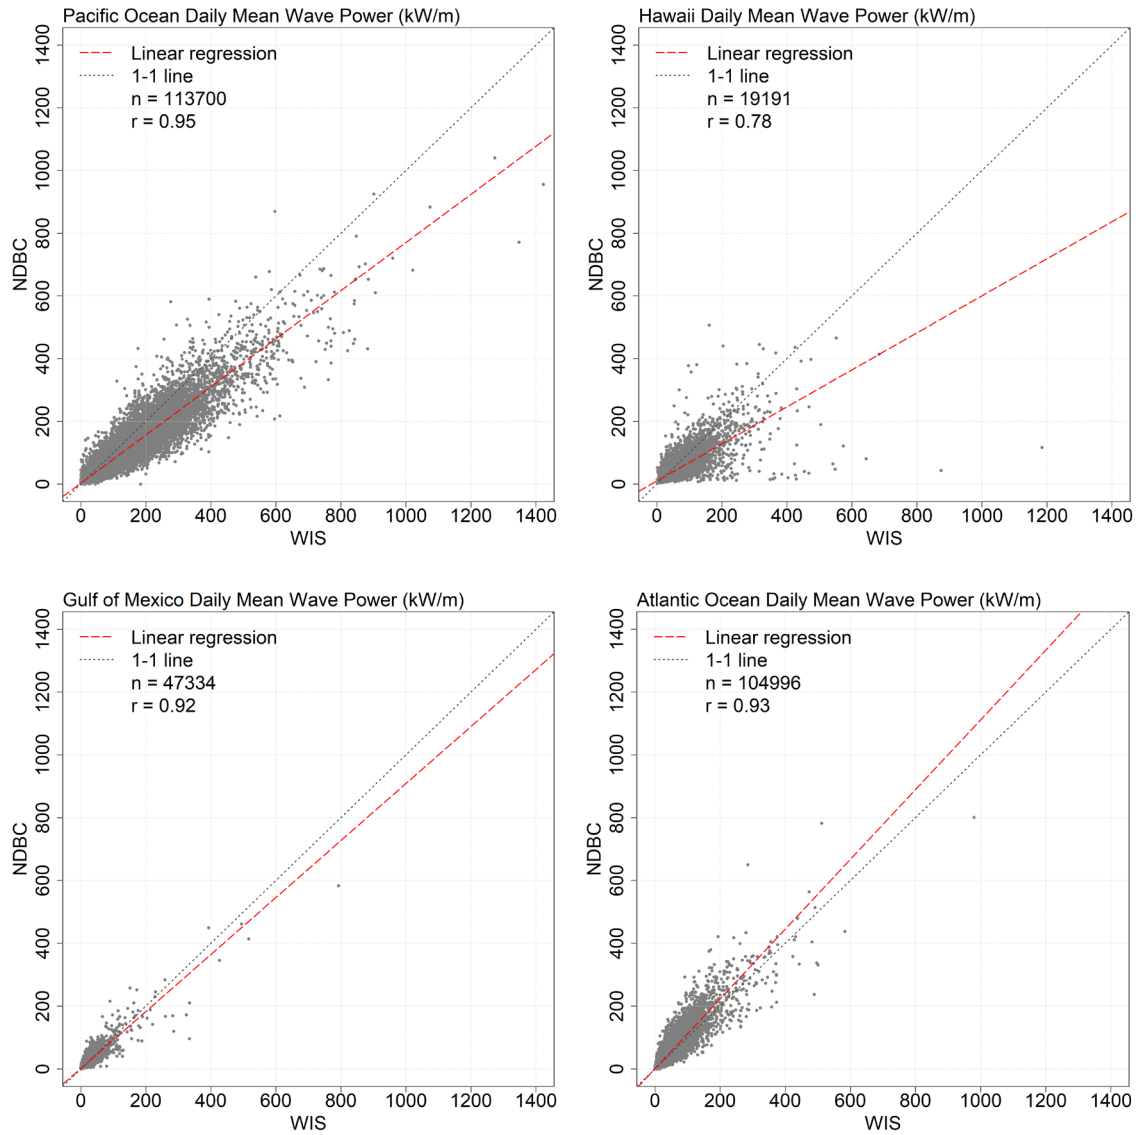 Pacific Ocean Daily Mean Wave Power (kW/m)
Linear regression
1-1 line
n = 113700
r = 0.95
NDBC
1400
1200
1000
800
600
400
200
0
0 200 400 600 800 1000 1200 1400
WIS
Hawaii Daily Mean Wave Power (kW/m)
Linear regression
1-1 line
n = 19191
r = 0.78
NDBC
1400
1200
1000
800
600
400
200
0
0 200 400 600 800 1000 1200 1400
WIS
Gulf of Mexico Daily Mean Wave Power (kW/m)
Linear regression
1-1 line
n = 47334
r = 0.92
NDBC
1400
1200
1000
800
600
400
200
0
0 200 400 600 800 1000 1200 1400
WIS
Atlantic Ocean Daily Mean Wave Power (kW/m)
Linear regression
1-1 line
n = 104996
r = 0.93
NDBC
1400
1200
1000
800
600
400
200
0
0 200 400 600 800 1000 1200 1400
WIS